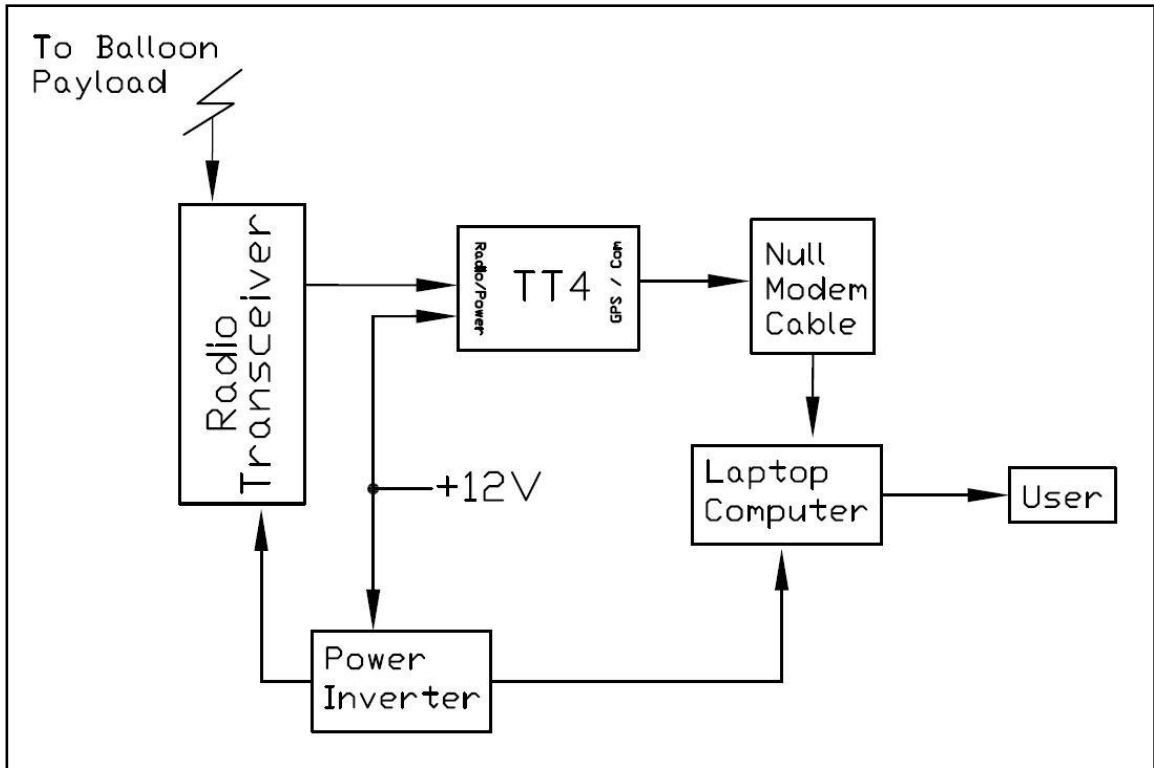 To Balloon
Payload
Radio
Transceiver
Radio/Power
TT4
GPS / Com
Null
Modem
Cable
+12V
Laptop
Computer
User
Power
Inverter